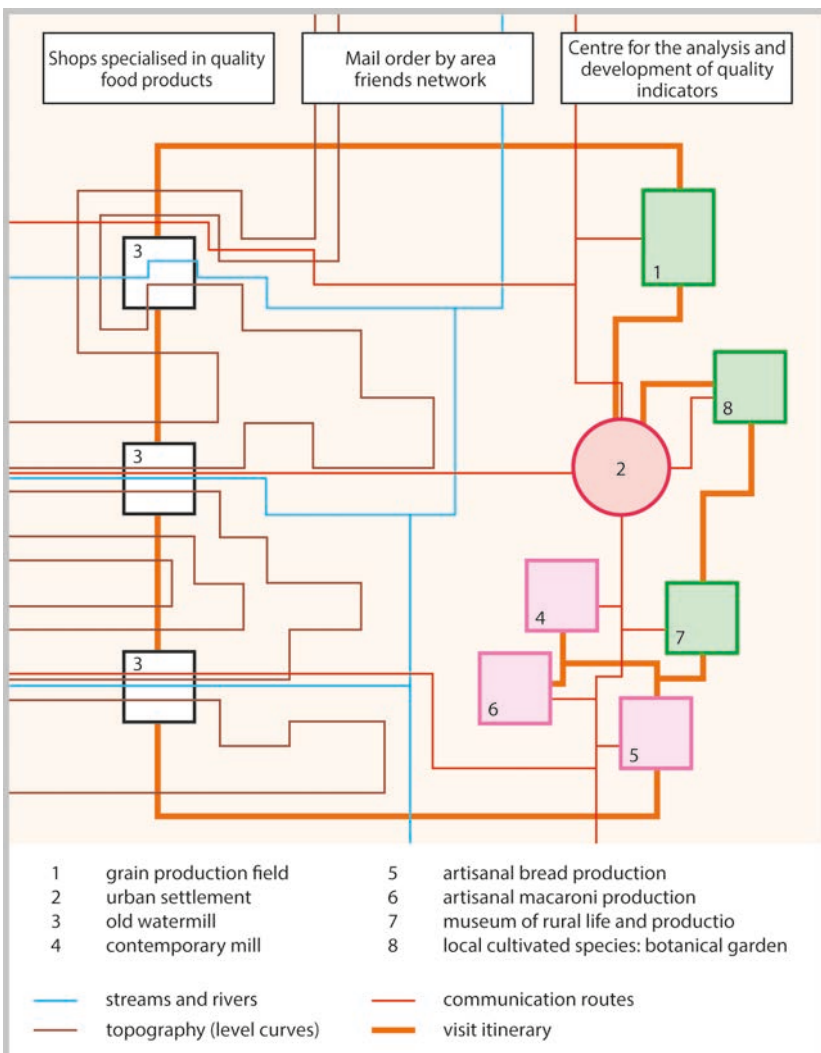 Shops specialised in quality
food products
Mail order by area
friends network
Centre for the analysis and
development of quality
indicators
3
1
8
3
2
4
7
3
6
5
1 grain production field
2 urban settlement
3 old watermill
4 contemporary mill
5 artisanal bread production
6 artisanal macaroni production
7 museum of rural life and productio
8 local cultivated species: botanical garden
streams and rivers
topography (level curves)
communication routes
visit itinerary